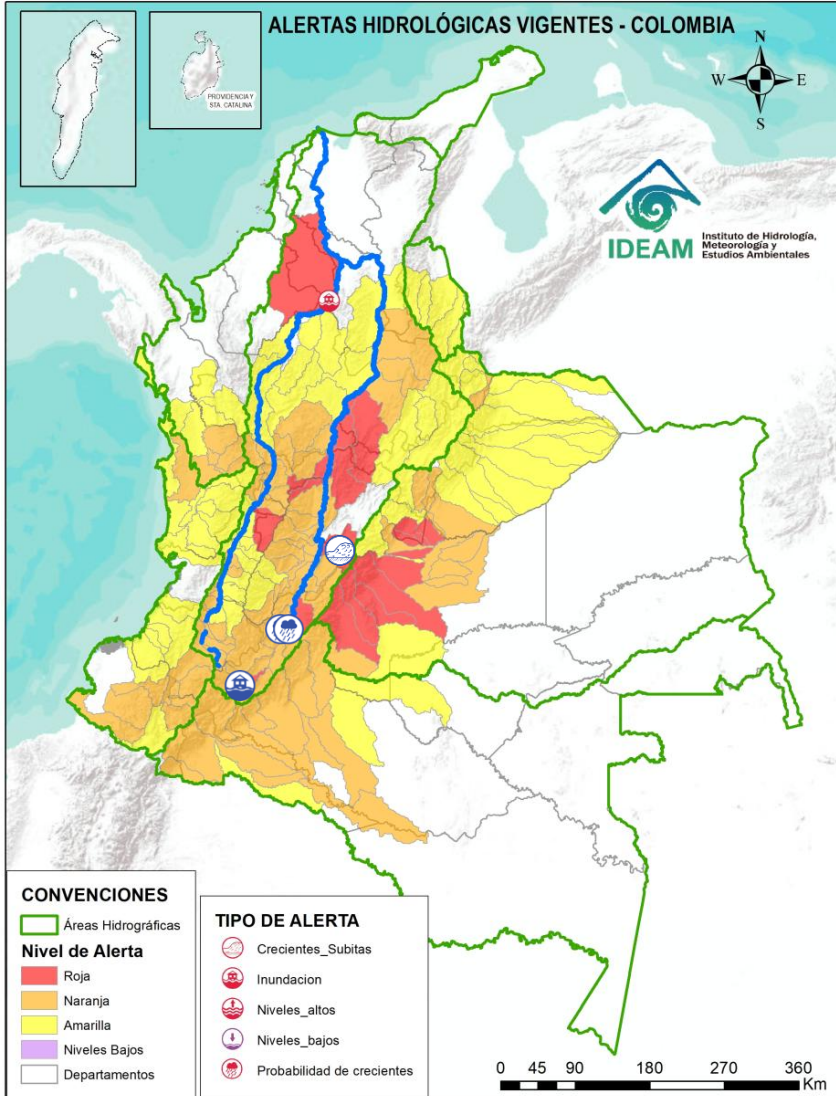 ALERTAS HIDROLÓGICAS VIGENTES - COLOMBIA
PROVIDENCIA Y
STA. CATALINA
N
W
E
S
IDEAM
Instituto de Hidrología,
Meteorología y
Estudios Ambientales
CONVENCIONES
Áreas Hidrográficas
Nivel de Alerta
Roja
Naranja
Amarilla
Niveles Bajos
Departamentos
TIPO DE ALERTA
Crecientes_Subitas
Inundacion
Niveles_altos
Niveles_bajos
Probabilidad de crecientes
0 45 90 180 270 360
Km